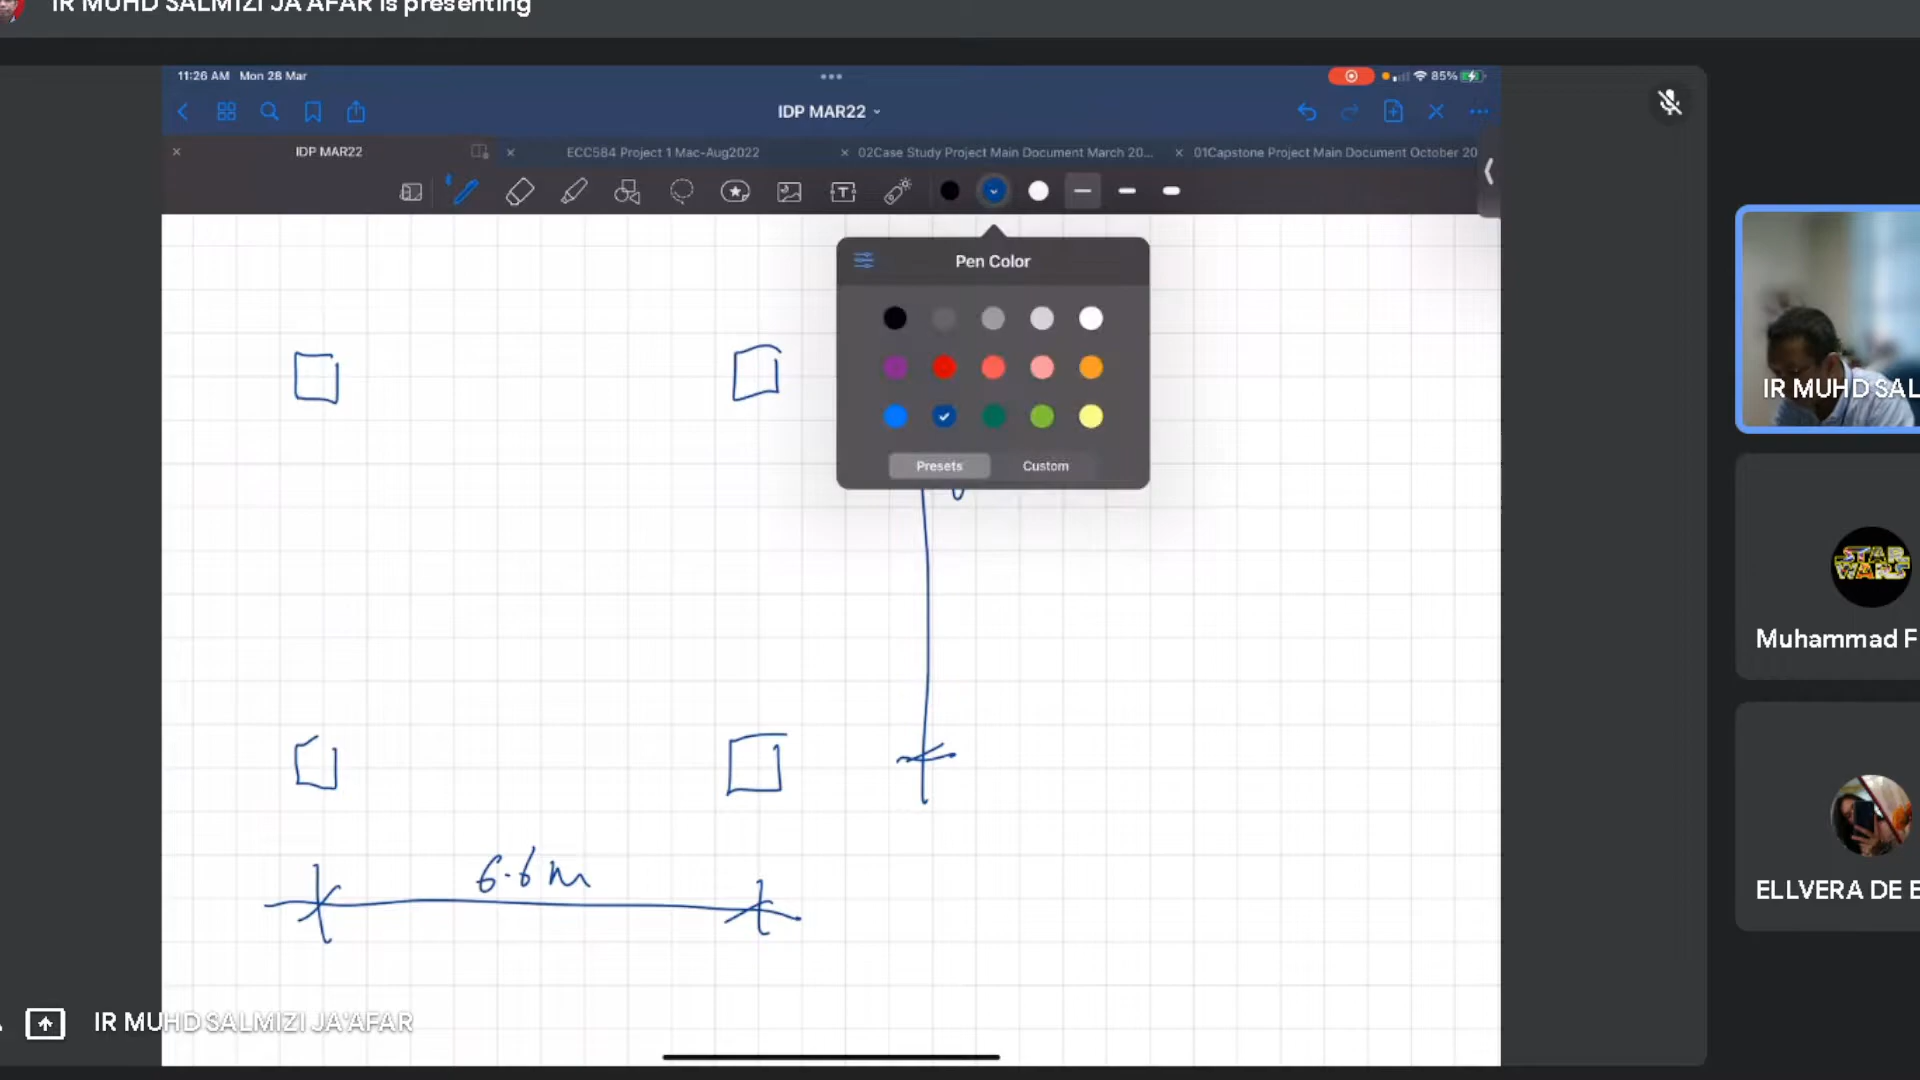 IR MUHD SALMIZI JA'AFAR is presenting
11:26 AM Mon 28 Mar
85%
IDP MAR22
IDP MAR22
ECC584 Project 1 Mac-Aug2022
02Case Study Project Main Document March 20...
01Capstone Project Main Document October 20
T
Pen Color
Presets
Custom
6.6 m
IR MUHD SAL
STAR WARS
Muhammad F
ELLVERA DE
IR MUHD SALMIZI JA'AFAR